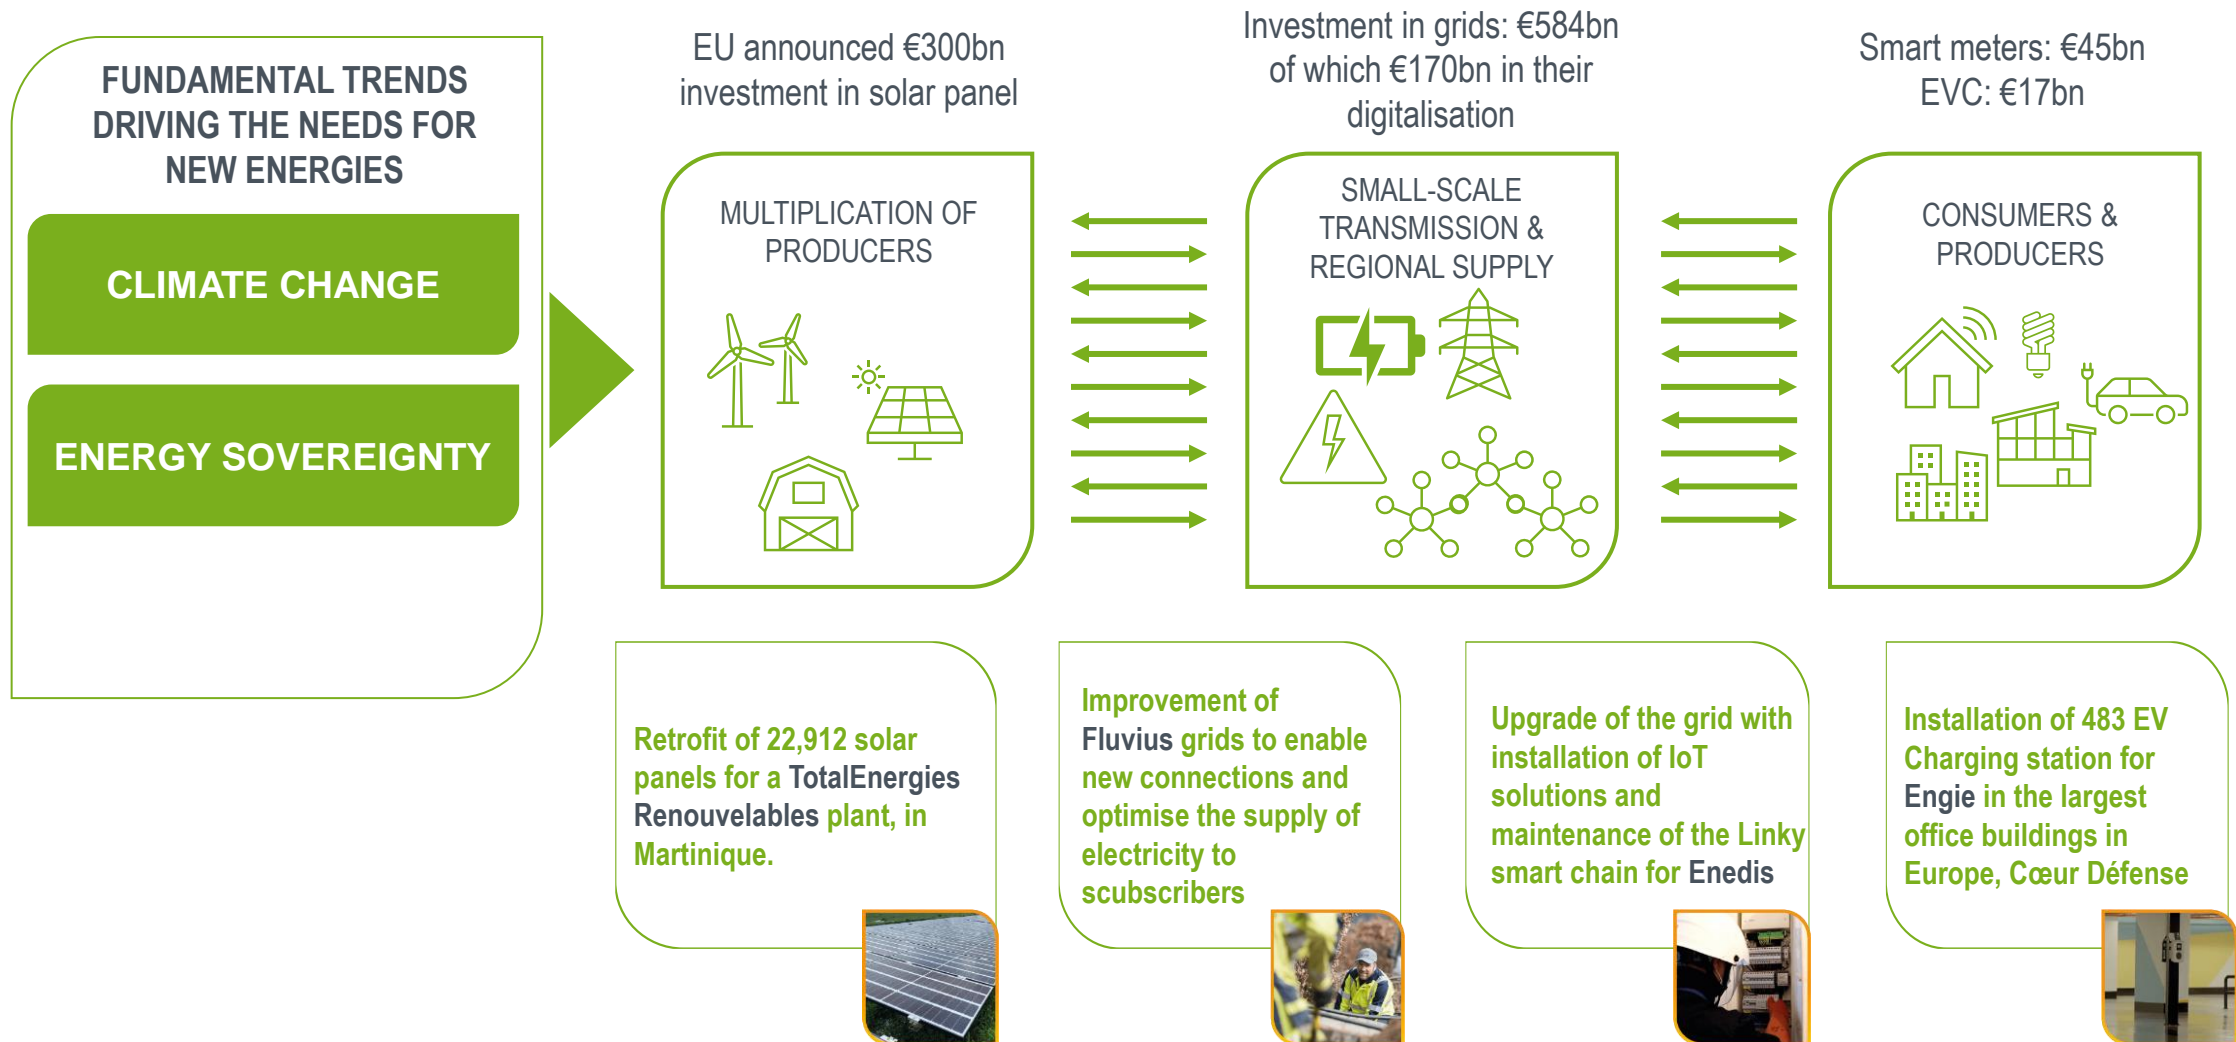 FUNDAMENTAL TRENDS
DRIVING THE NEEDS FOR
NEW ENERGIES
CLIMATE CHANGE
ENERGY SOVEREIGNTY
EU announced €300bn
investment in solar panel
MULTIPLICATION OF
PRODUCERS
Investment in grids: €584bn
of which €170bn in their
digitalisation
SMALL-SCALE
TRANSMISSION &
REGIONAL SUPPLY
Smart meters: €45bn
EVC: €17bn
CONSUMERS &
PRODUCERS
Retrofit of 22,912 solar
panels for a TotalEnergies
Renouvelables plant, in
Martinique.
Improvement of
Fluvius grids to enable
new connections and
optimise the supply of
electricity to
scubscribers
Upgrade of the grid with
installation of IoT
solutions and
maintenance of the Linky
smart chain for Enedis
Installation of 483 EV
Charging station for
Engie in the largest
office buildings in
Europe, Cœur Défense